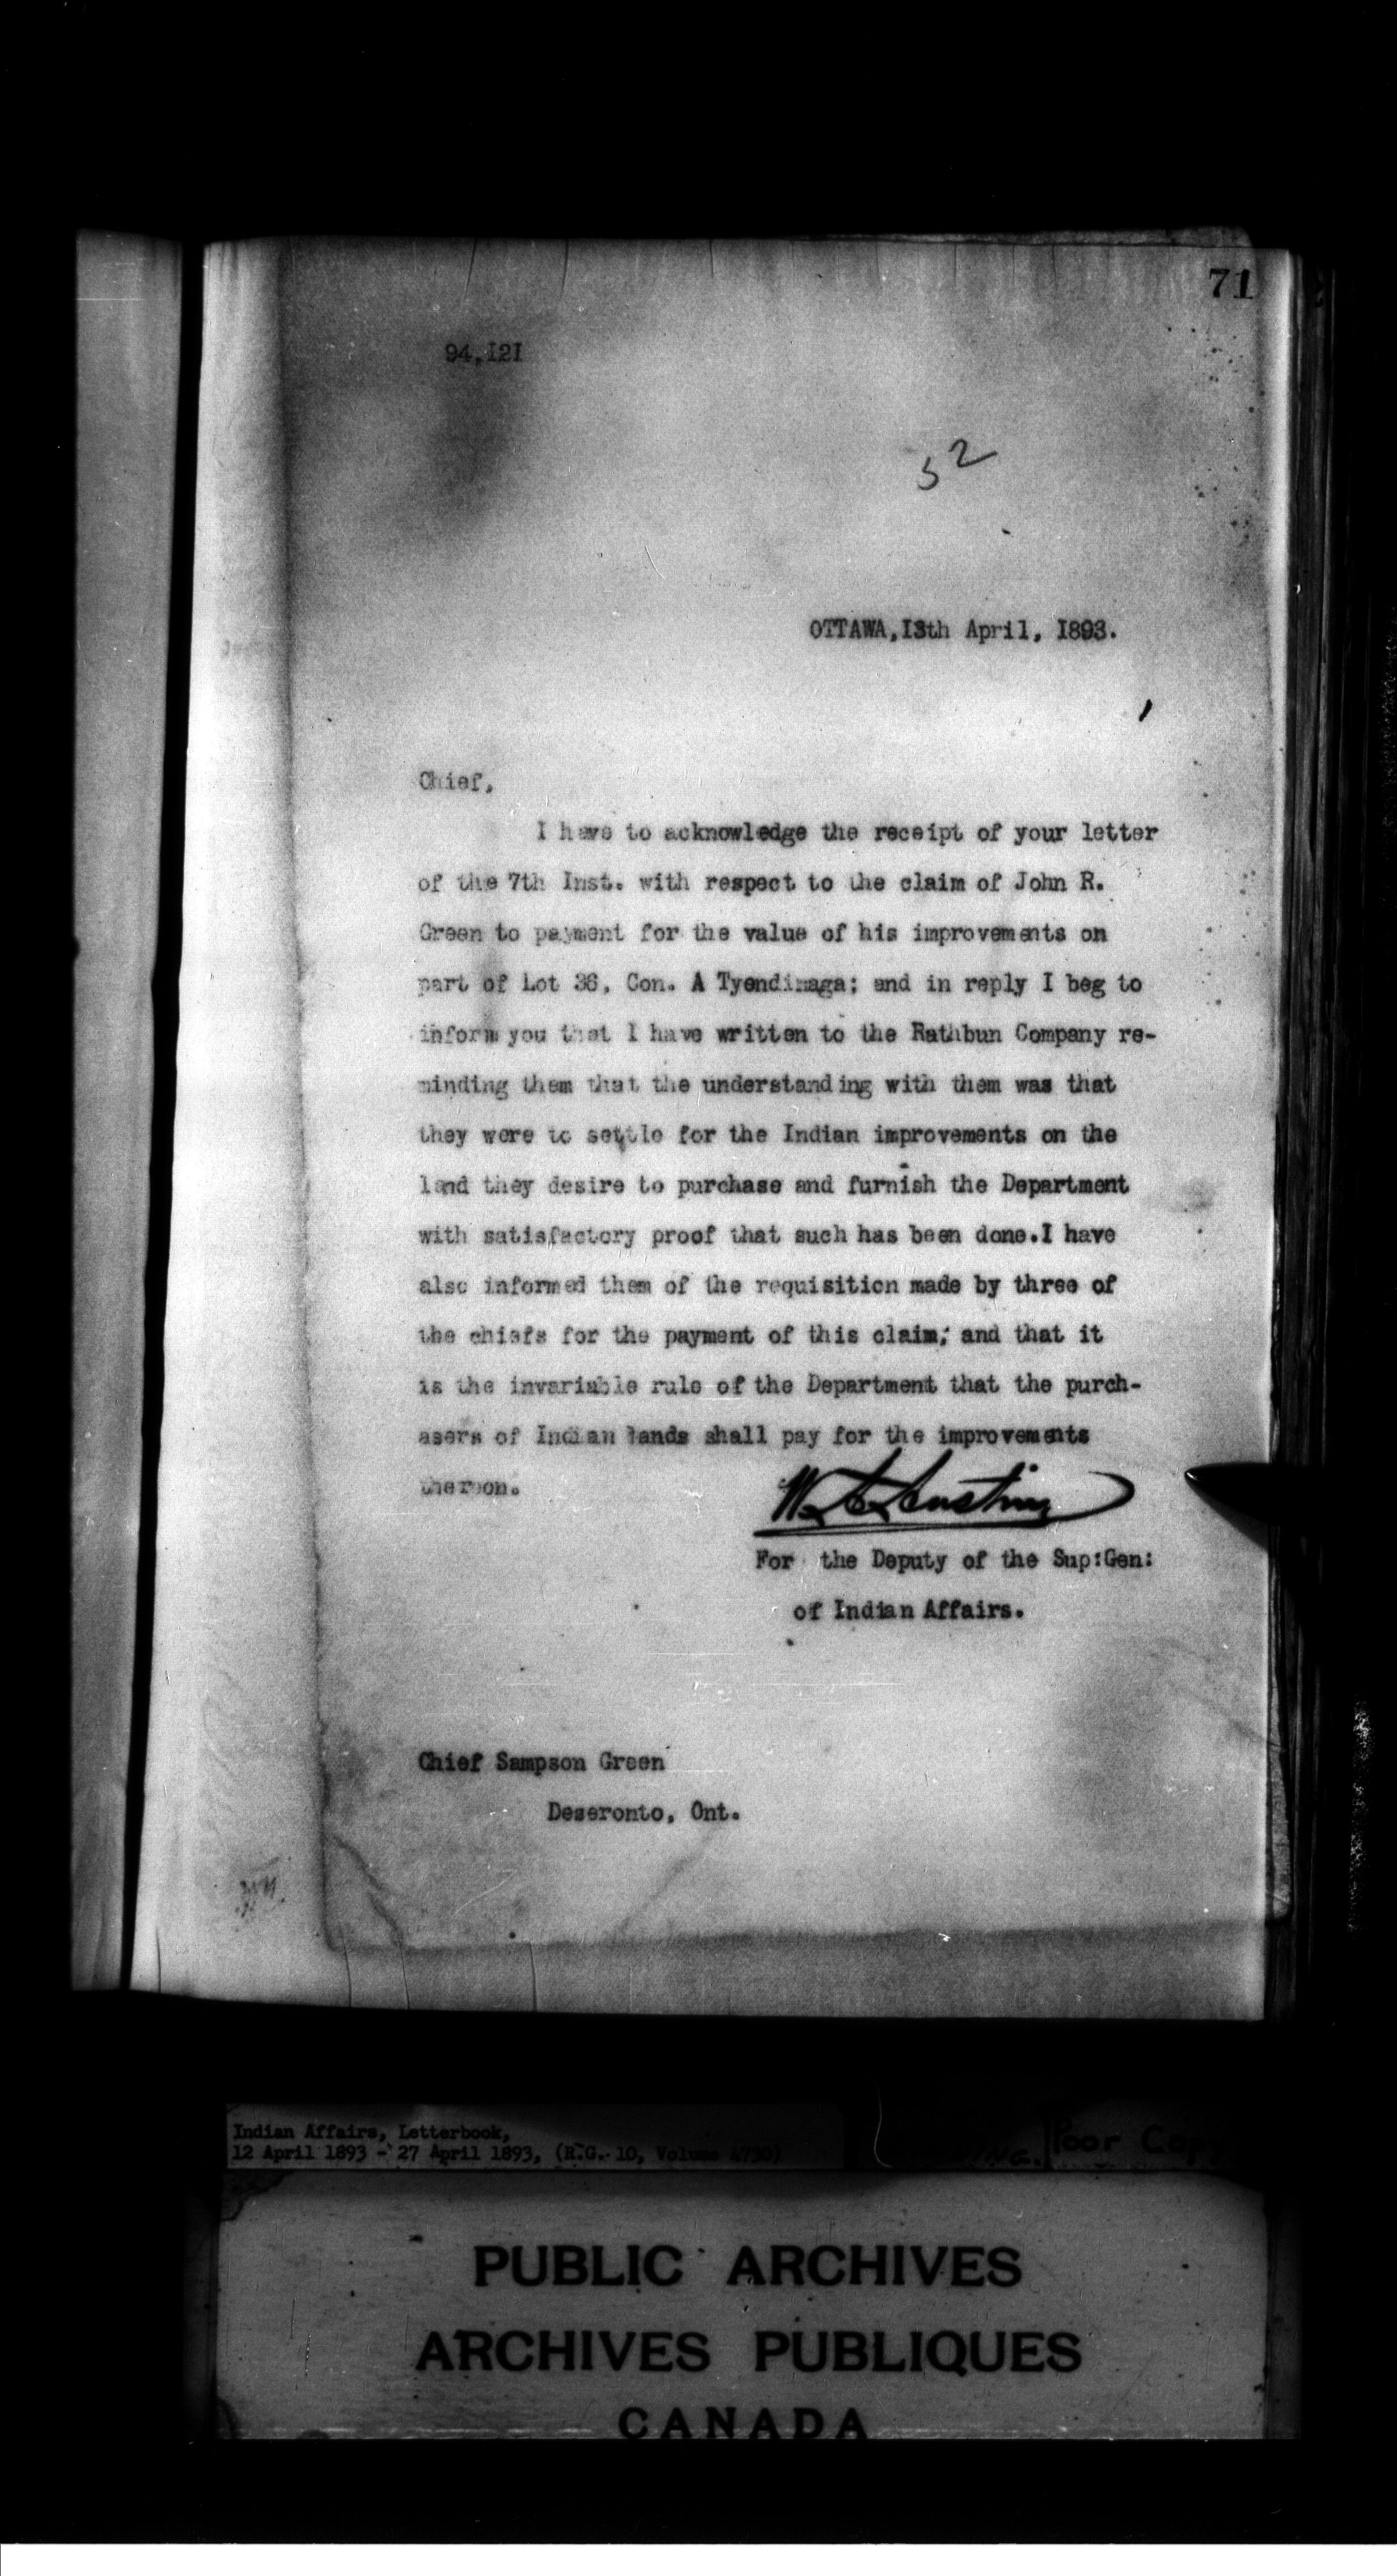 71
94,I2I
52
OTTAWA,I3th April, I893.
Chief,
I have to acknowledge the receipt of your letter
of the 7th Inst. with respect to the claim of John R.
Green to payment for the value of his improvements on
part of Lot 36, Con. A Tyendinaga; and in reply I beg to
inform you that I have written to the Rathbun Company re-
minding them that the understanding with them was that
they were to settle for the Indian improvements on the
land they desire to purchase and furnish the Department
with satisfactory proof that such has been done.I have
also informed them of the requisition made by three of
the chiefs for the payment of this claim; and that it
is the invariable rule of the Department that the purch-
asers of Indian lands shall pay for the improvements
thereon.
W. A. Austin
For the Deputy of the Sup:Gen:
of Indian Affairs.
Chief Sampson Green
Deseronto, Ont.
Indian Affairs, Letterbook,
12 April 1893 - 27 April 1893, (R.G. 10, Volume 4730)
Poor Copy
PUBLIC ARCHIVES
ARCHIVES PUBLIQUES
CANADA